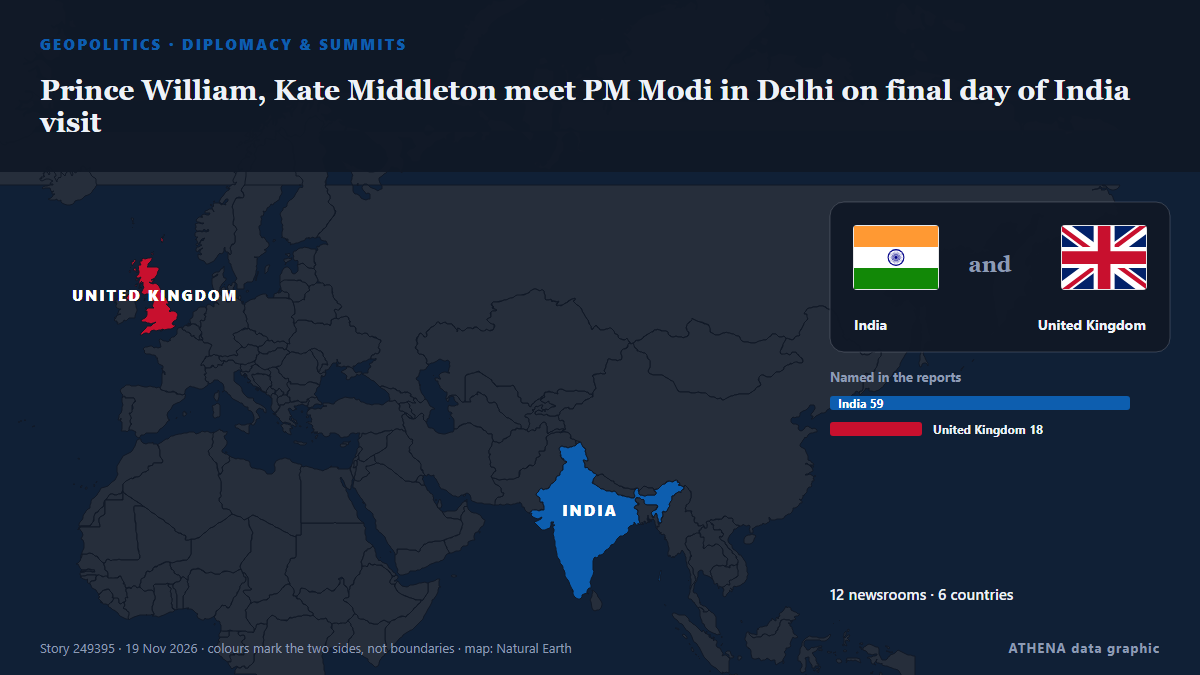 GEOPOLITICS · DIPLOMACY & SUMMITS
Prince William, Kate Middleton meet PM Modi in Delhi on final day of India
visit
UNITED KINGDOM
INDIA
and
India
United Kingdom
Named in the reports
India 59
United Kingdom 18
12 newsrooms · 6 countries
Story 249395 · 19 Nov 2026 · colours mark the two sides, not boundaries · map: Natural Earth
ATHENA data graphic